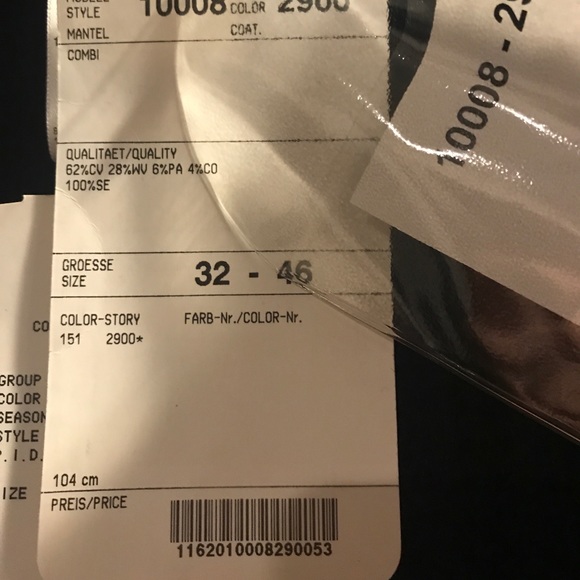 STYLE 10008 COLOR 2900
MANTEL COAT.
COMBI
QUALITAET/QUALITY
62%CV 28%WV 6%PA 4%CO
100%SE
GROESSE
SIZE 32 - 46
COLOR-STORY FARB-Nr./COLOR-Nr.
151 2900*
104 cm
PREIS/PRICE
1162010008290053
10008 - 29
CO
GROUP
COLOR
SEASON
STYLE
P.I.D.
IZE